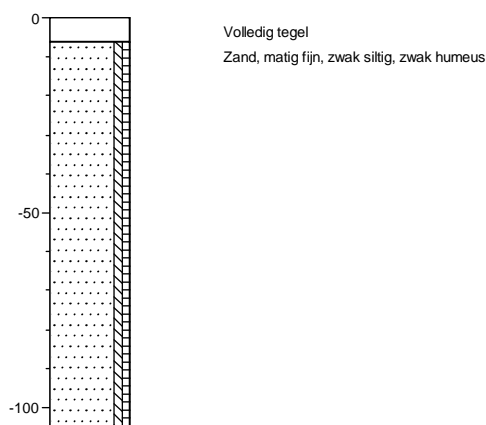 0
Volledig tegel
Zand, matig fijn, zwak siltig, zwak humeus
-50
-100